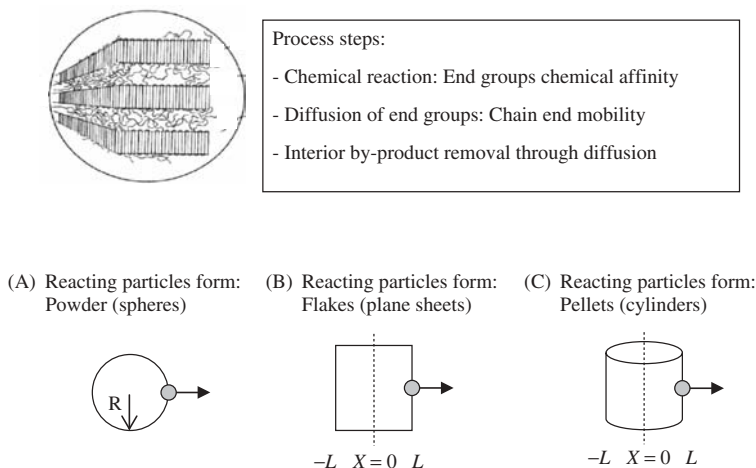 Process steps:
- Chemical reaction: End groups chemical affinity
- Diffusion of end groups: Chain end mobility
- Interior by-product removal through diffusion
(A) Reacting particles form:
Powder (spheres)
(B) Reacting particles form:
Flakes (plane sheets)
(C) Reacting particles form:
Pellets (cylinders)
R
–L X = 0 L
–L X = 0 L